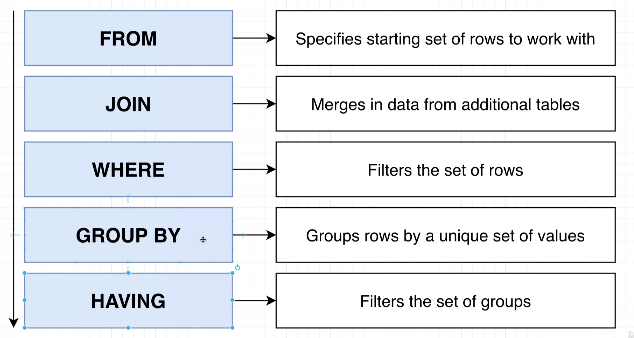 FROM
Specifies starting set of rows to work with
JOIN
Merges in data from additional tables
WHERE
Filters the set of rows
GROUP BY
Groups rows by a unique set of values
HAVING
Filters the set of groups